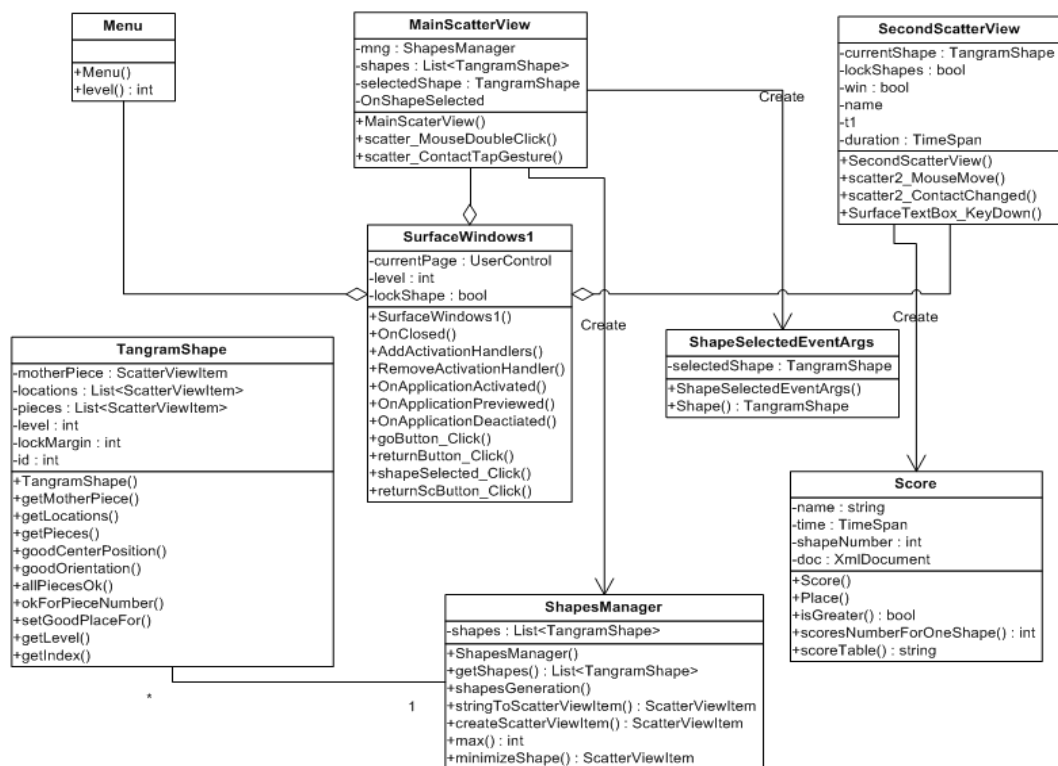 Menu
+Menu()
+level() : int
MainScatterView
-mng : ShapesManager
-shapes : List<TangramShape>
-selectedShape : TangramShape
-OnShapeSelected
+MainScaterView()
+scatter_MouseDoubleClick()
+scatter_ContactTapGesture()
SecondScatterView
-currentShape : TangramShape
-lockShapes : bool
-win : bool
-name
-t1
-duration : TimeSpan
+SecondScatterView()
+scatter2_MouseMove()
+scatter2_ContactChanged()
+SurfaceTextBox_KeyDown()
Create
SurfaceWindows1
-currentPage : UserControl
-level : int
-lockShape : bool
+SurfaceWindows1()
+OnClosed()
+AddActivationHandlers()
+RemoveActivationHandler()
+OnApplicationActivated()
+OnApplicationPreviewed()
+OnApplicationDeactiated()
+goButton_Click()
+returnButton_Click()
+shapeSelected_Click()
+returnScButton_Click()
Create
Create
ShapeSelectedEventArgs
-selectedShape : TangramShape
+ShapeSelectedEventArgs()
+Shape() : TangramShape
TangramShape
-motherPiece : ScatterViewItem
-locations : List<ScatterViewItem>
-pieces : List<ScatterViewItem>
-level : int
-lockMargin : int
-id : int
+TangramShape()
+getMotherPiece()
+getLocations()
+getPieces()
+goodCenterPosition()
+goodOrientation()
+allPiecesOk()
+okForPieceNumber()
+setGoodPlaceFor()
+getLevel()
+getIndex()
Score
-name : string
-time : TimeSpan
-shapeNumber : int
-doc : XmlDocument
+Score()
+Place()
+isGreater() : bool
+scoresNumberForOneShape() : int
+scoreTable() : string
ShapesManager
-shapes : List<TangramShape>
+ShapesManager()
+getShapes() : List<TangramShape>
+shapesGeneration()
+stringToScatterViewItem() : ScatterViewItem
+createScatterViewItem() : ScatterViewItem
+max() : int
+minimizeShape() : ScatterViewItem
*
1